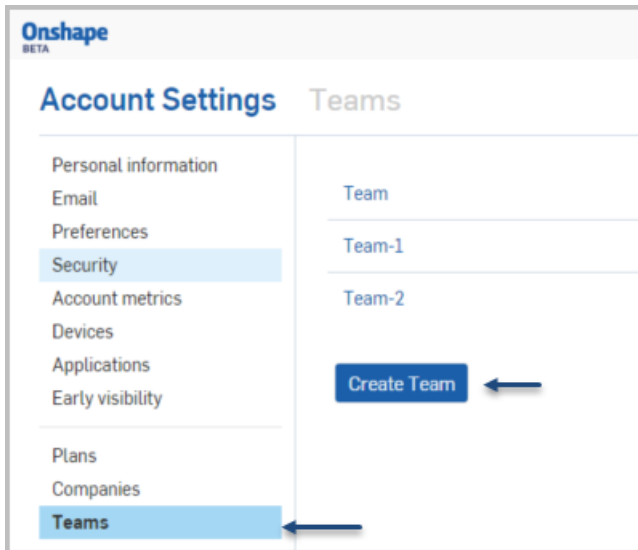 Onshape
BETA
Account Settings Teams
Personal information
Email
Preferences
Security
Account metrics
Devices
Applications
Early visibility
Plans
Companies
Teams
Team
Team-1
Team-2
Create Team